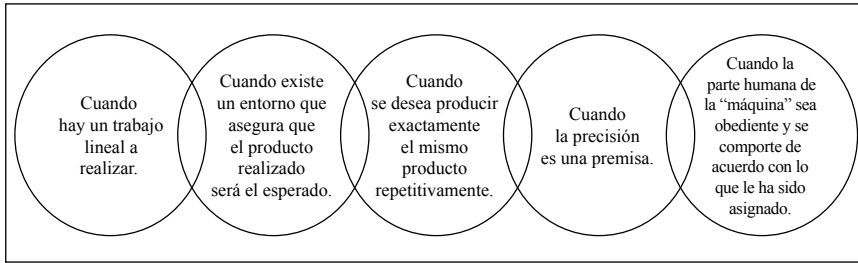 Cuando
hay un trabajo
lineal a
realizar.
Cuando existe
un entorno que
asegura que
el producto
realizado
será el esperado.
Cuando
se desea producir
exactamente
el mismo
producto
repetitivamente.
Cuando
la precisión
es una premisa.
Cuando la
parte humana de
la “máquina” sea
obediente y se
comporte de
acuerdo con lo
que le ha sido
asignado.